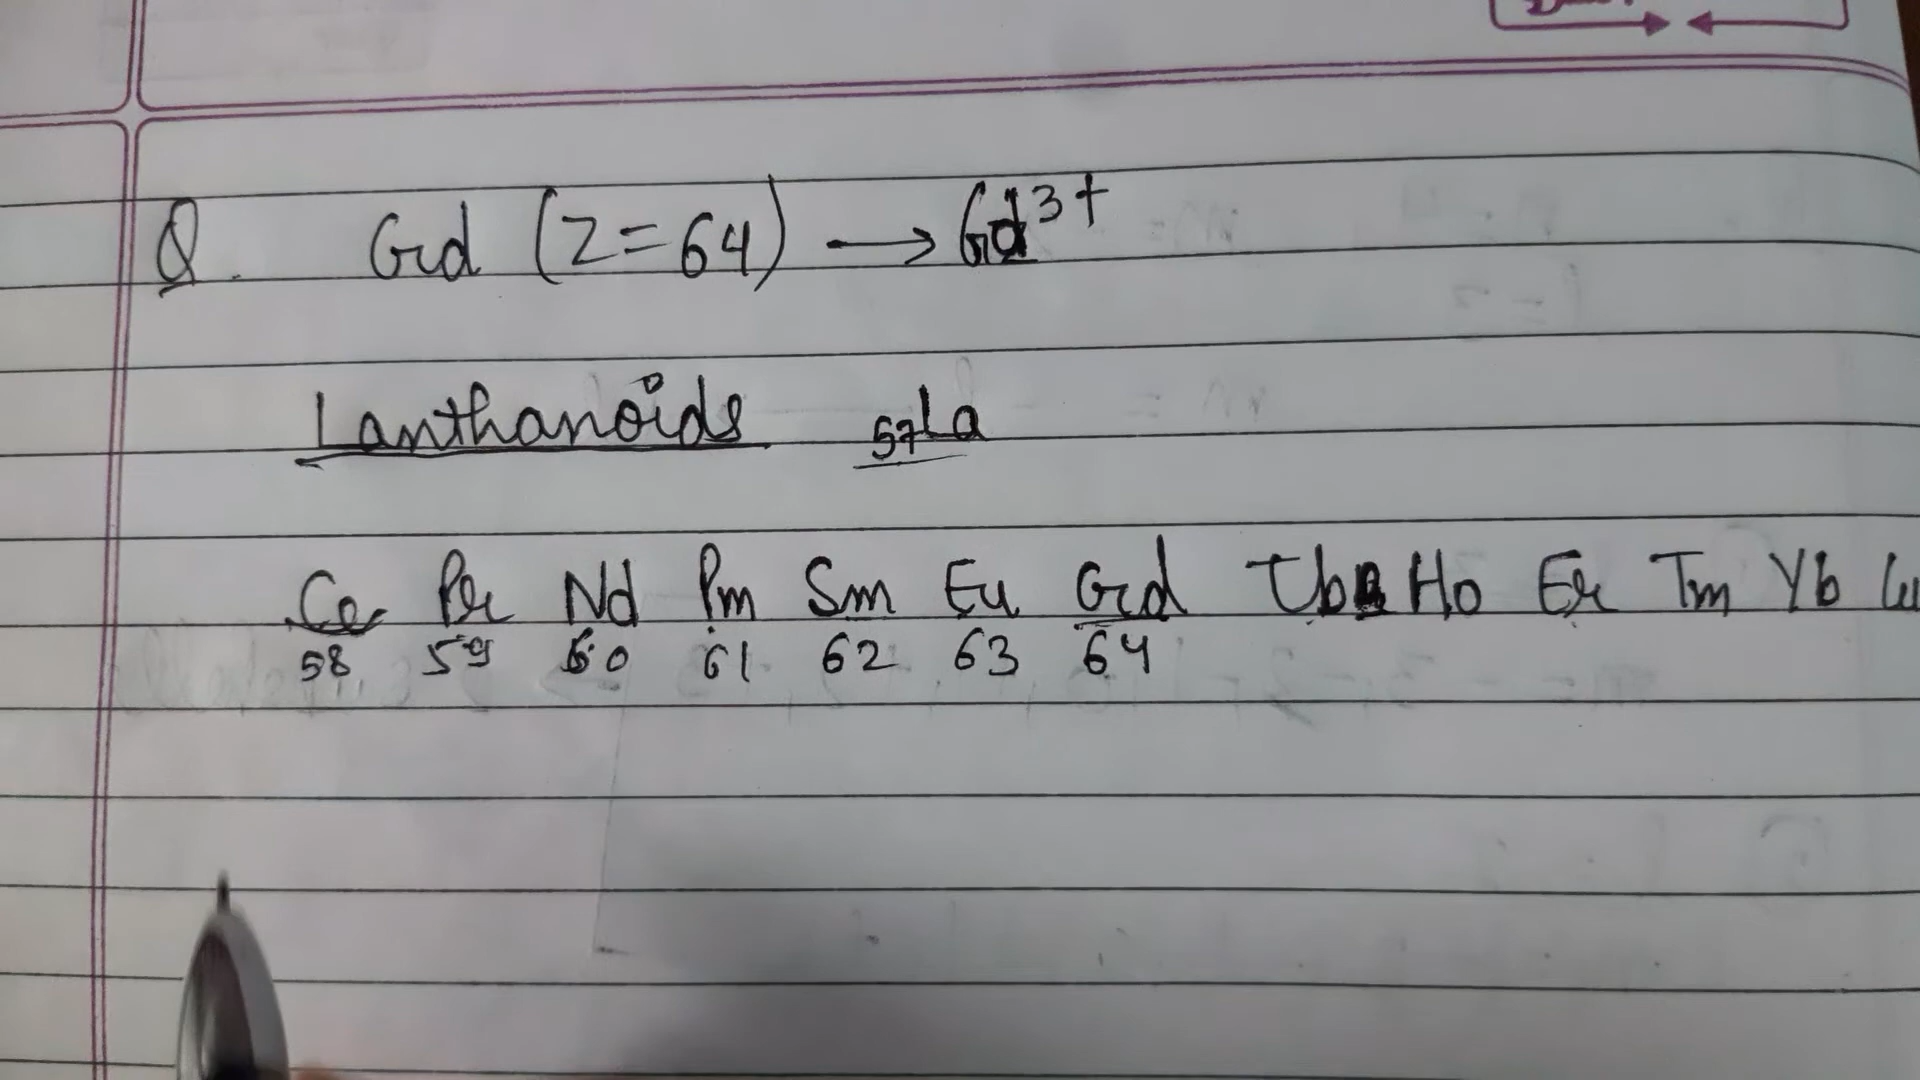 Q. Gd (Z=64) → Gd³⁺
Lanthanoids ₅₇La
Ce Pr Nd Pm Sm Eu Gd Tb Ho Er Tm Yb Lu
58 59 60 61 62 63 64